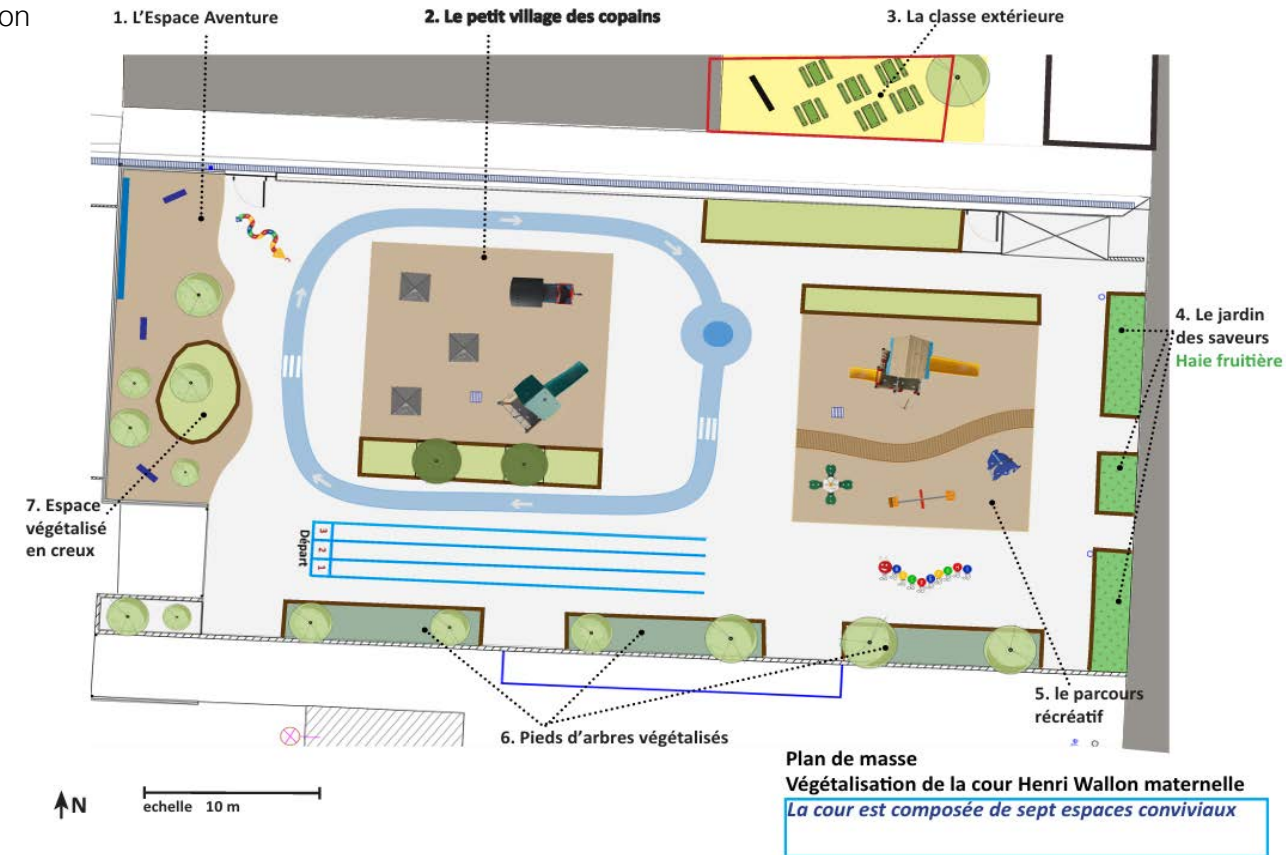 on
1. L'Espace Aventure
2. Le petit village des copains
3. La classe extérieure
4. Le jardin
des saveurs
Haie fruitière
7. Espace
végétalisé
en creux
Départ
3
2
1
5. le parcours
récréatif
6. Pieds d'arbres végétalisés
N
echelle 10 m
Plan de masse
Végétalisation de la cour Henri Wallon maternelle
La cour est composée de sept espaces conviviaux